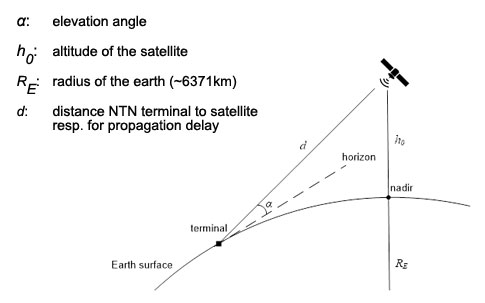 α: elevation angle
h0: altitude of the satellite
RE: radius of the earth (~6371km)
d: distance NTN terminal to satellite
resp. for propagation delay
d
h0
horizon
α
nadir
terminal
Earth surface
RE